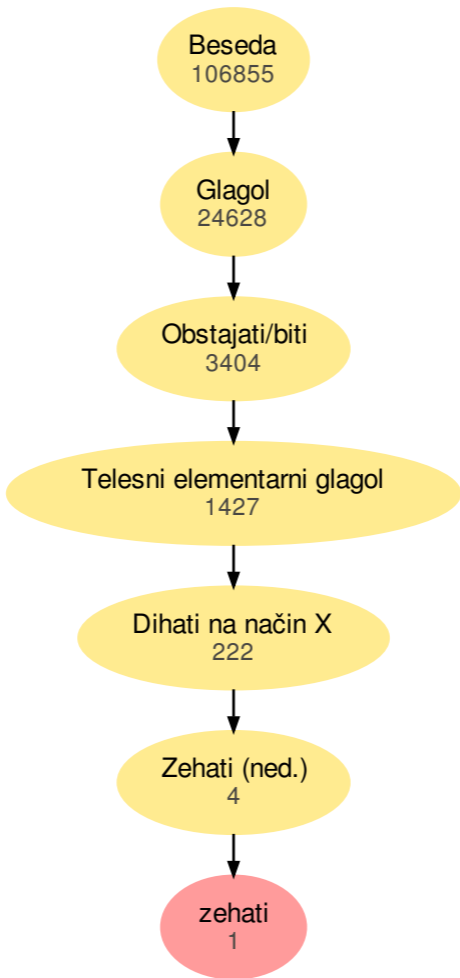 Beseda
106855
Glagol
24628
Obstajati/biti
3404
Telesni elementarni glagol
1427
Dihati na način X
222
Zehati (ned.)
4
zehati
1